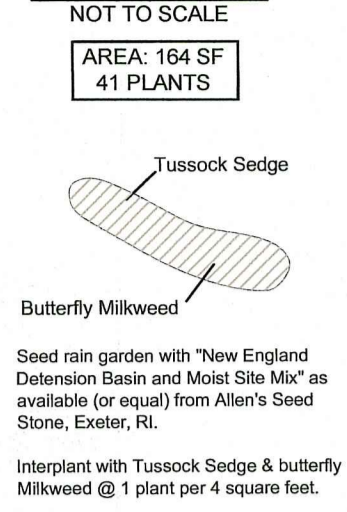 NOT TO SCALE
AREA: 164 SF
41 PLANTS
Tussock Sedge
Butterfly Milkweed
Seed rain garden with "New England
Detension Basin and Moist Site Mix" as
available (or equal) from Allen's Seed
Stone, Exeter, RI.
Interplant with Tussock Sedge & butterfly
Milkweed @ 1 plant per 4 square feet.